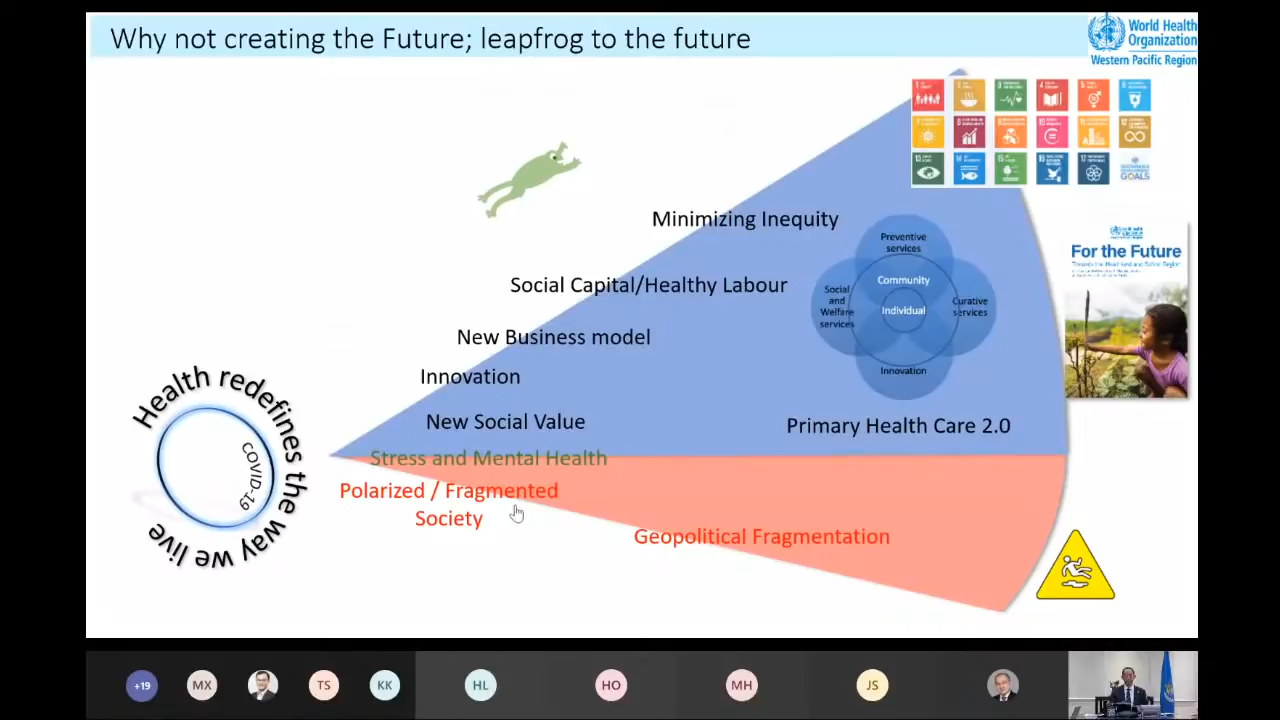 Why not creating the Future; leapfrog to the future
World Health
Organization
Western Pacific Region
SUSTAINABLE
DEVELOPMENT
GOALS
Minimizing Inequity
Preventive
services
For the Future
Social Capital/Healthy Labour
Community
Social
and
Welfare
services
Individual
Curative
services
New Business model
Innovation
Innovation
New Social Value
Primary Health Care 2.0
Health redefines the way we live
COVID-19
Stress and Mental Health
Polarized / Fragmented
Society
Geopolitical Fragmentation
+19
MX
TS
KK
HL
HO
MH
JS